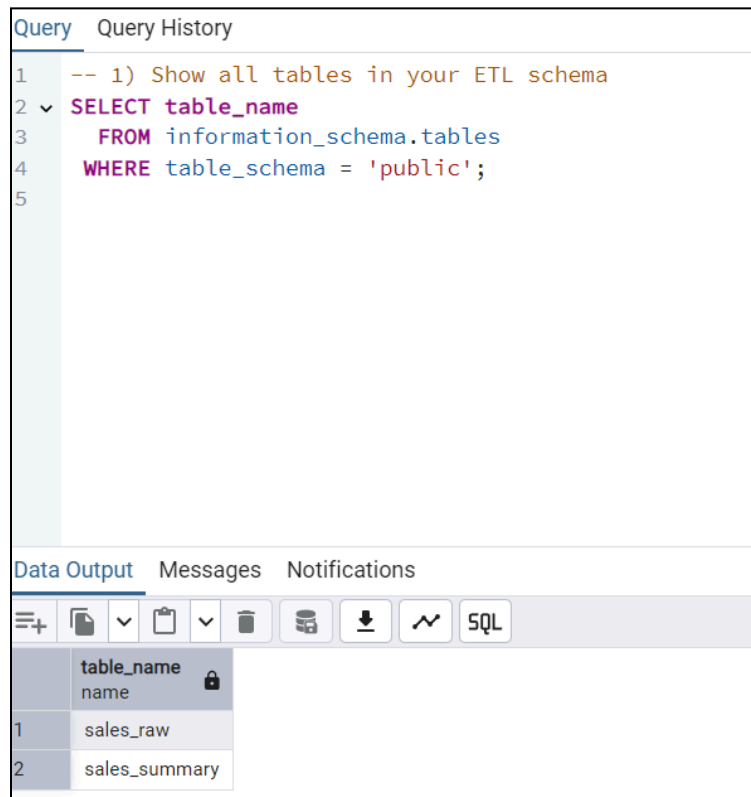 Query Query History
1 -- 1) Show all tables in your ETL schema
2 SELECT table_name
3 FROM information_schema.tables
4 WHERE table_schema = 'public';
5
Data Output Messages Notifications
SQL
table_name
name
1 sales_raw
2 sales_summary